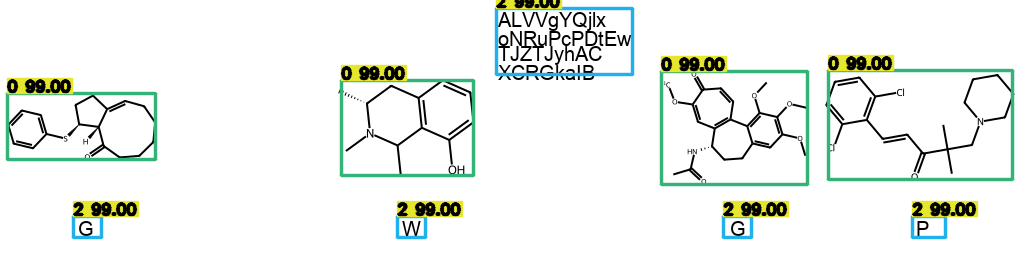 2 99.00
ALVVgYQjlx
oNRuPcPDtEw
TJZTJyhAC
XCRGkaIB
0 99.00
S
H
O
0 99.00
N
OH
0 99.00
O
O
O
O
O
HN
O
0 99.00
Cl
Cl
N
O
2 99.00
G
2 99.00
W
2 99.00
G
2 99.00
P